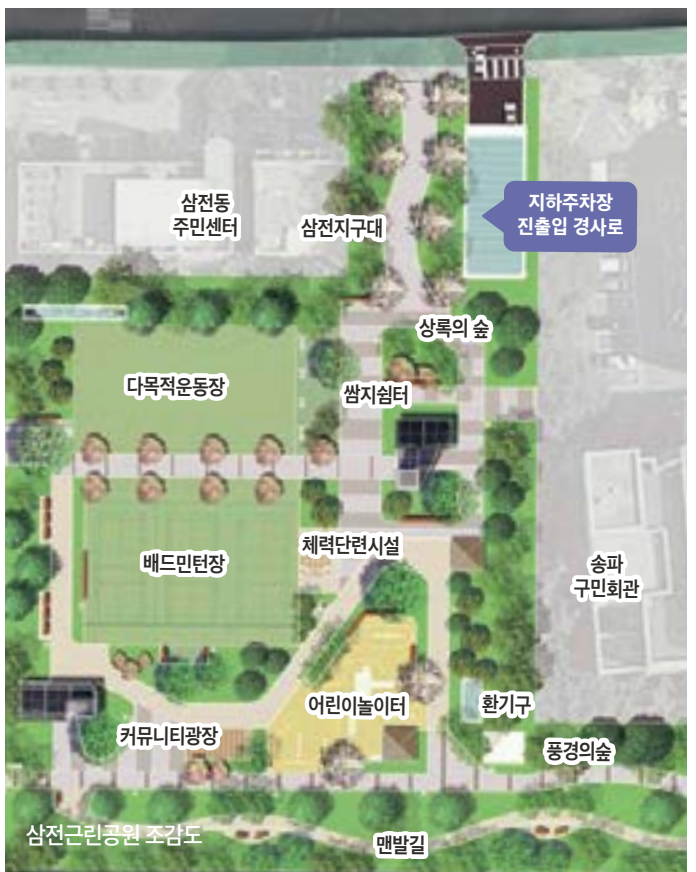 삼전동
주민센터
삼전지구대
지하주차장
진출입 경사로
상록의 숲
다목적운동장
쌈지쉼터
체력단련시설
배드민턴장
송파
구민회관
어린이놀이터
환기구
커뮤니티광장
풍경의숲
삼전근린공원 조감도
맨발길